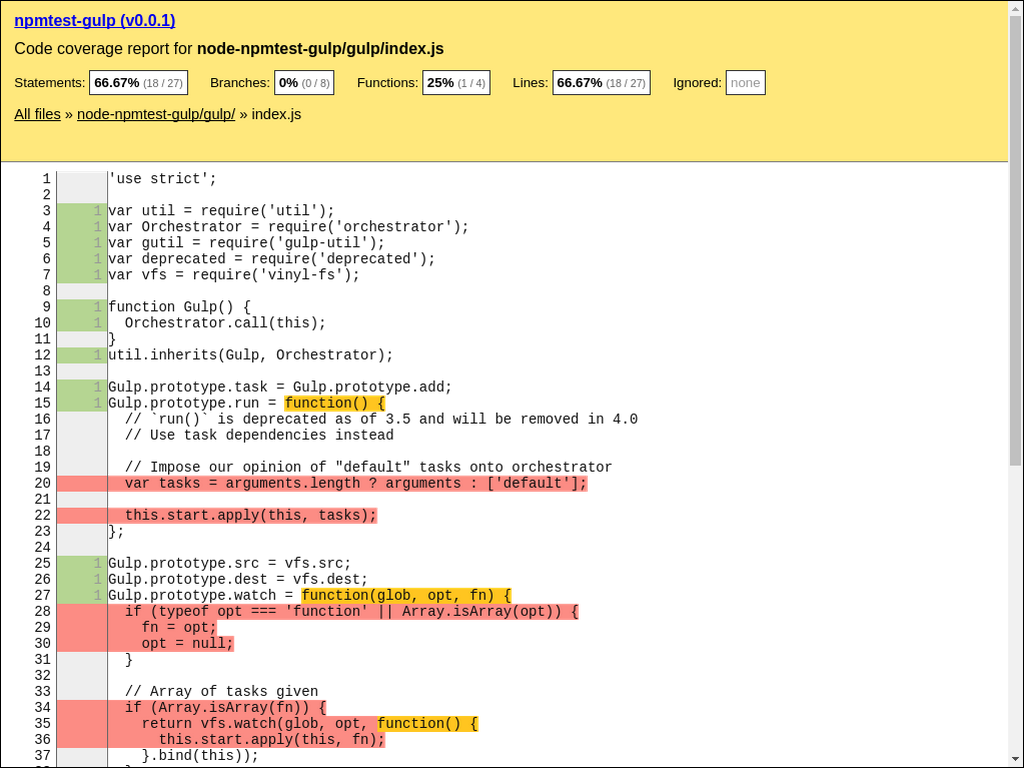 npmtest-gulp (v0.0.1)
Code coverage report for node-npmtest-gulp/gulp/index.js
Statements: 66.67% (18 / 27) Branches: 0% (0 / 8) Functions: 25% (1 / 4) Lines: 66.67% (18 / 27) Ignored: none
All files » node-npmtest-gulp/gulp/ » index.js
1 'use strict';
2
3 1 var util = require('util');
4 1 var Orchestrator = require('orchestrator');
5 1 var gutil = require('gulp-util');
6 1 var deprecated = require('deprecated');
7 1 var vfs = require('vinyl-fs');
8
9 1 function Gulp() {
10 1   Orchestrator.call(this);
11 }
12 1 util.inherits(Gulp, Orchestrator);
13
14 1 Gulp.prototype.task = Gulp.prototype.add;
15 1 Gulp.prototype.run = function() {
16   // `run()` is deprecated as of 3.5 and will be removed in 4.0
17   // Use task dependencies instead
18
19   // Impose our opinion of "default" tasks onto orchestrator
20   var tasks = arguments.length ? arguments : ['default'];
21
22   this.start.apply(this, tasks);
23 };
24
25 1 Gulp.prototype.src = vfs.src;
26 1 Gulp.prototype.dest = vfs.dest;
27 1 Gulp.prototype.watch = function(glob, opt, fn) {
28   if (typeof opt === 'function' || Array.isArray(opt)) {
29     fn = opt;
30     opt = null;
31   }
32
33   // Array of tasks given
34   if (Array.isArray(fn)) {
35     return vfs.watch(glob, opt, function() {
36       this.start.apply(this, fn);
37     }.bind(this));